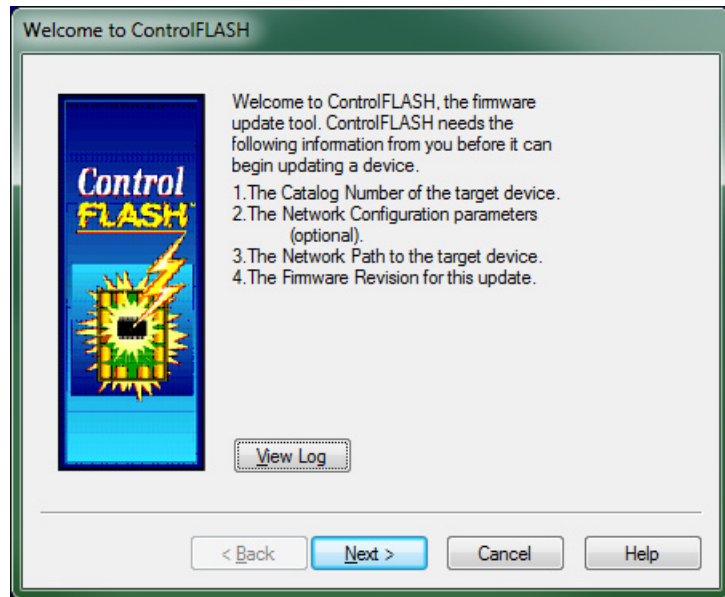 Welcome to ControlFLASH
Control
FLASH™
Welcome to ControlFLASH, the firmware
update tool. ControlFLASH needs the
following information from you before it can
begin updating a device.
1.The Catalog Number of the target device.
2.The Network Configuration parameters
(optional).
3.The Network Path to the target device.
4.The Firmware Revision for this update.
View Log
< Back
Next >
Cancel
Help